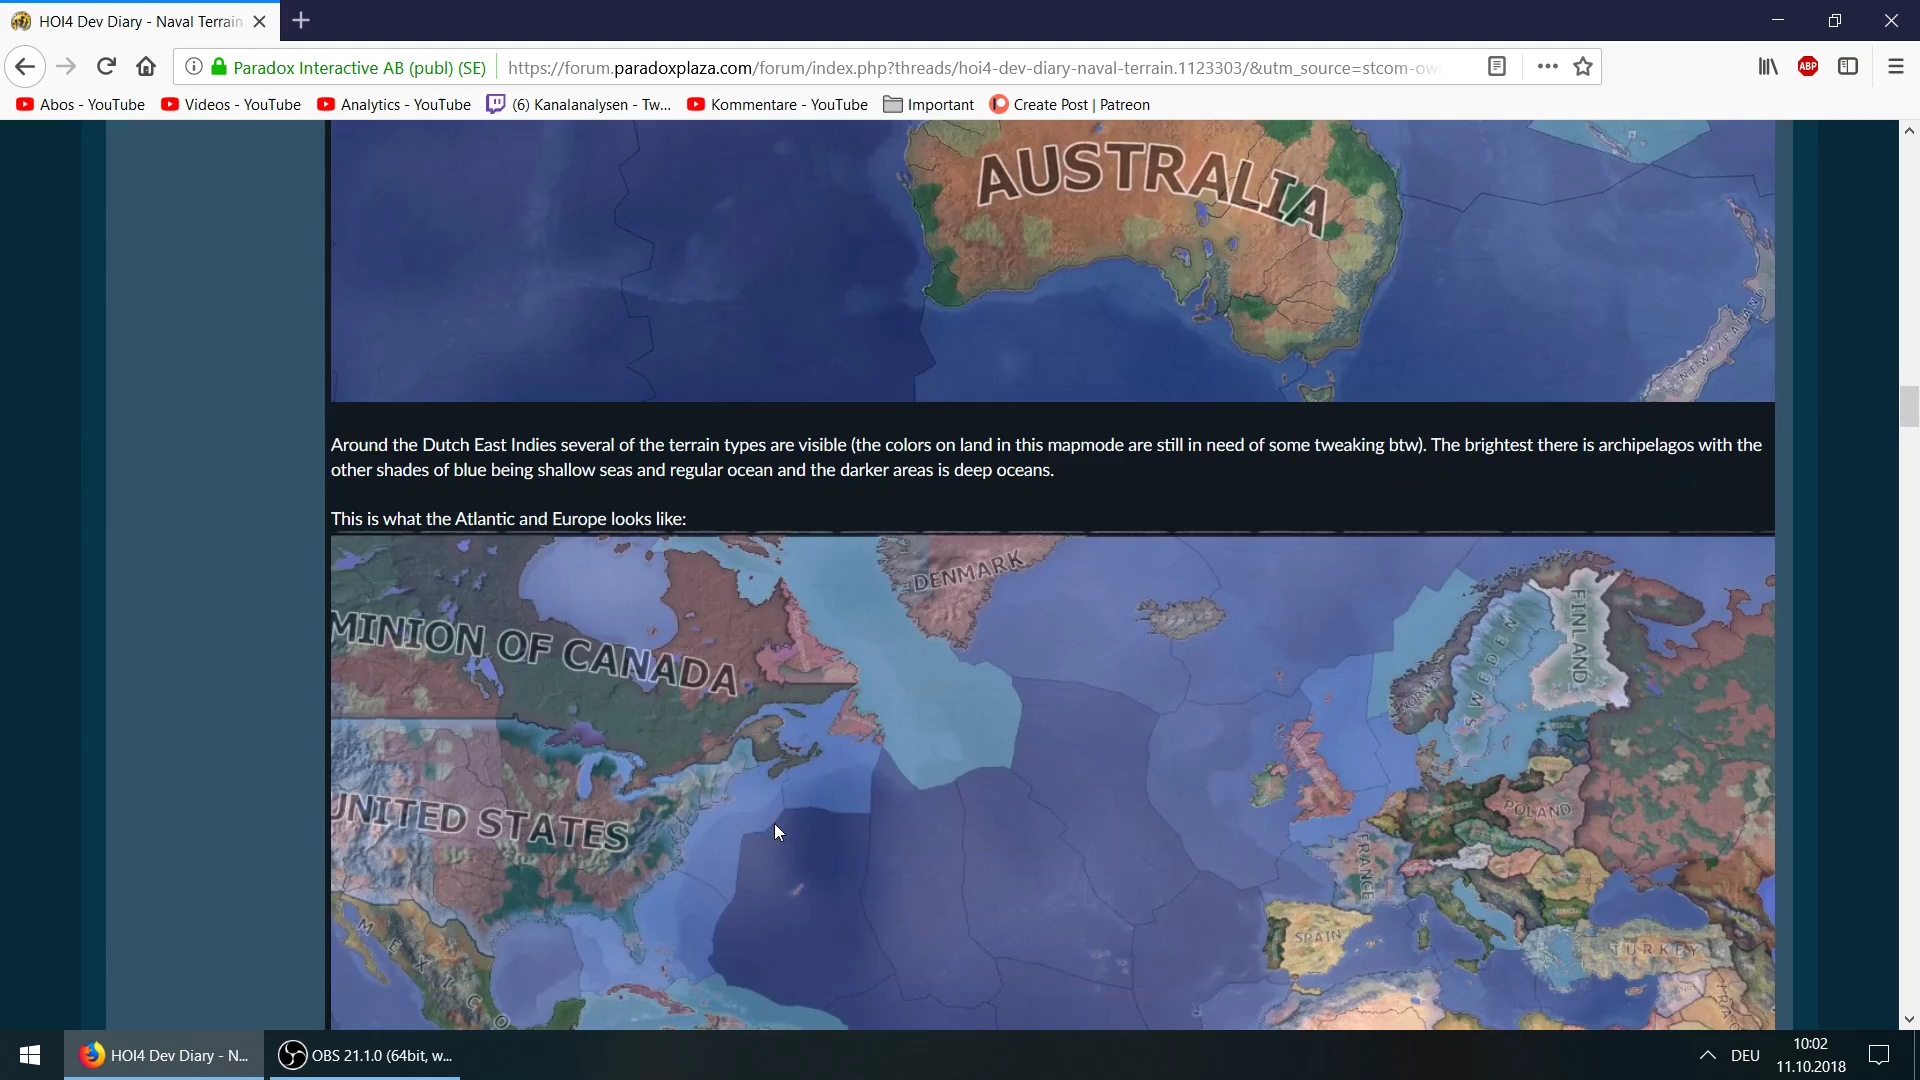 HOI4 Dev Diary - Naval Terrain
Paradox Interactive AB (publ) (SE)
https://forum.paradoxplaza.com/forum/index.php?threads/hoi4-dev-diary-naval-terrain.1123303/&utm_source=stcom-ow
ABP
Abos - YouTube
Videos - YouTube
Analytics - YouTube
(6) Kanalanalysen - Tw...
Kommentare - YouTube
Important
Create Post | Patreon
AUSTRALIA
NEW ZEALAND
Around the Dutch East Indies several of the terrain types are visible (the colors on land in this mapmode are still in need of some tweaking btw). The brightest there is archipelagos with the
other shades of blue being shallow seas and regular ocean and the darker areas is deep oceans.
This is what the Atlantic and Europe looks like:
DENMARK
MINION OF CANADA
FINLAND
SWEDEN
NORWAY
UNITED STATES
POLAND
FRANCE
SPAIN
TURKEY
MEXICO
HOI4 Dev Diary - N...
OBS 21.1.0 (64bit, w...
DEU
10:02
11.10.2018